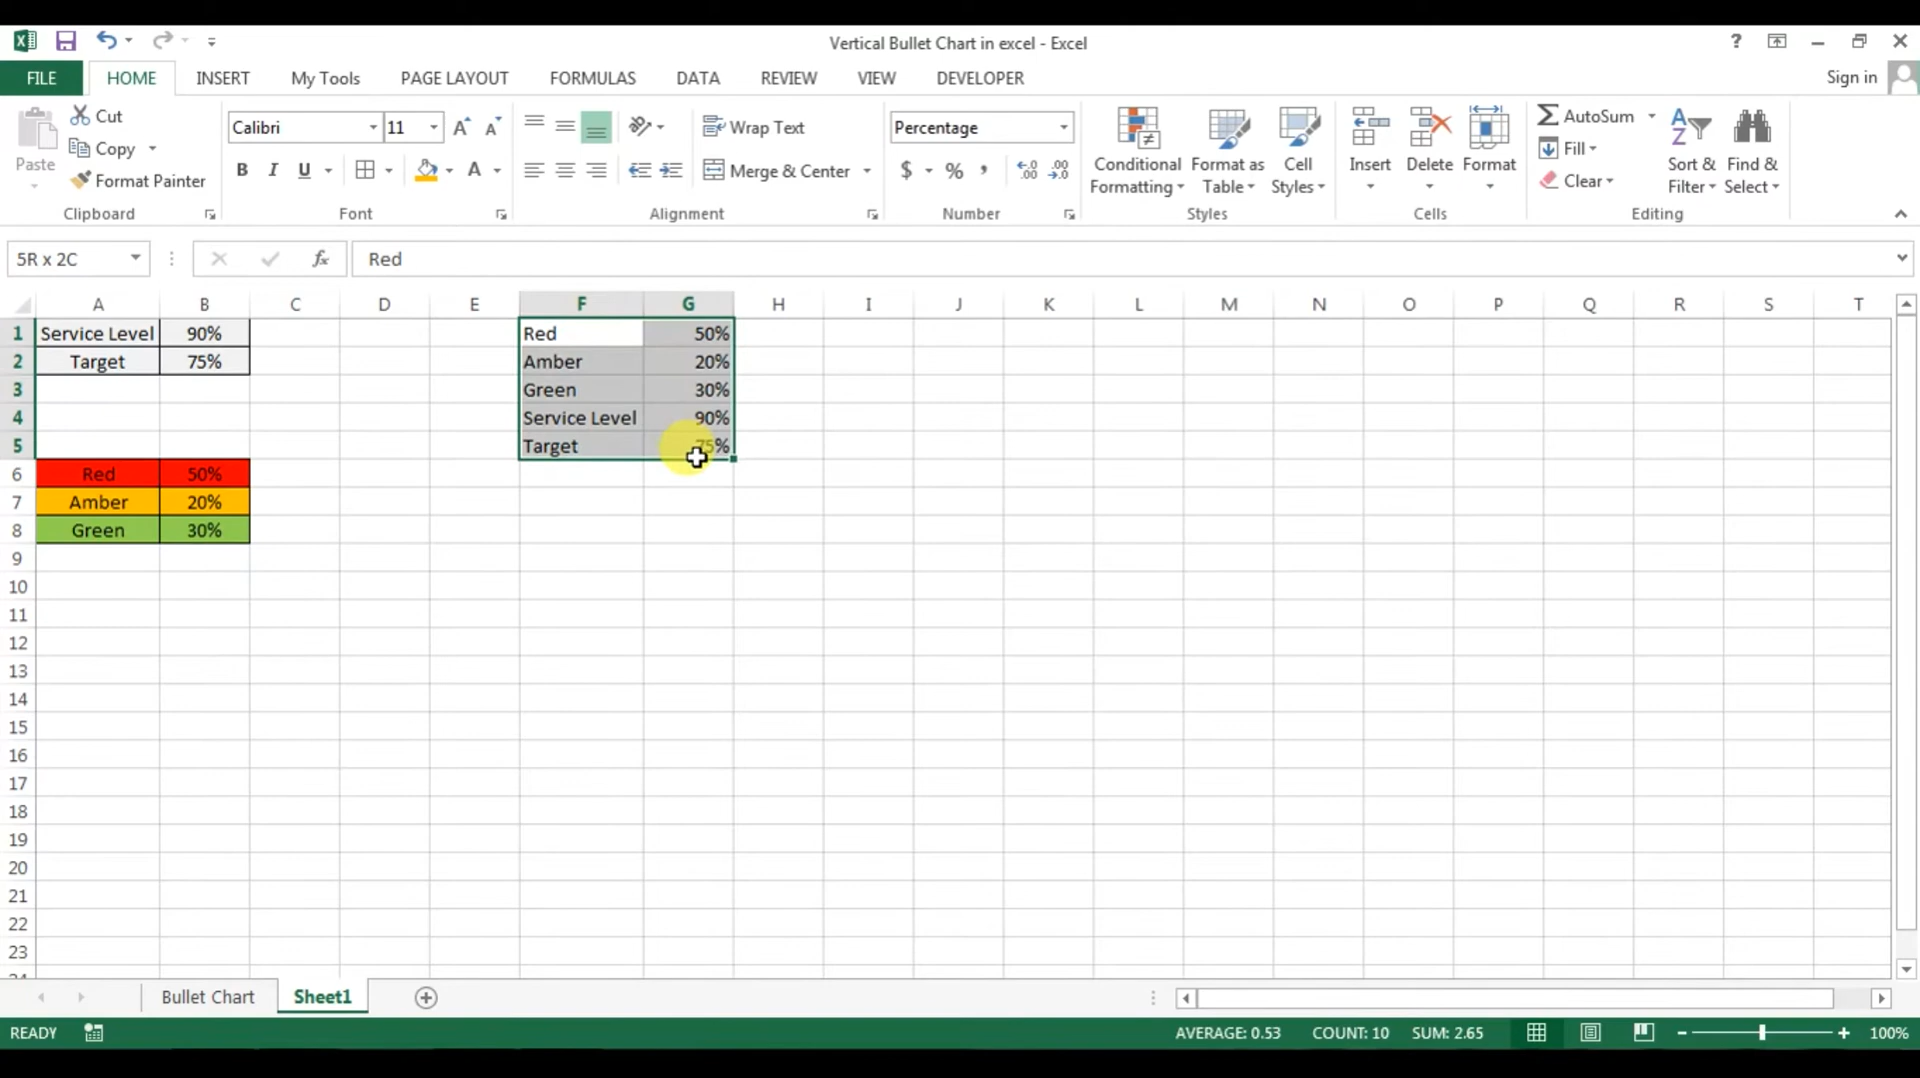 Vertical Bullet Chart in excel - Excel
?
FILE HOME INSERT My Tools PAGE LAYOUT FORMULAS DATA REVIEW VIEW DEVELOPER Sign in
Paste
Cut
Copy
Format Painter
Clipboard
Calibri 11
B I U A
Font
Wrap Text
Merge & Center
Alignment
Percentage
$ % ,
Number
Conditional Formatting
Format as Table
Cell Styles
Styles
Insert
Delete
Format
Cells
AutoSum
Fill
Clear
Sort & Filter
Find & Select
Editing
5R x 2C fx Red
A B C D E F G H I J K L M N O P Q R S T
1 Service Level 90% Red 50%
2 Target 75% Amber 20%
3 Green 30%
4 Service Level 90%
5 Target 75%
6 Red 50%
7 Amber 20%
8 Green 30%
9
10
11
12
13
14
15
16
17
18
19
20
21
22
23
24
Bullet Chart Sheet1
READY AVERAGE: 0.53 COUNT: 10 SUM: 2.65 100%